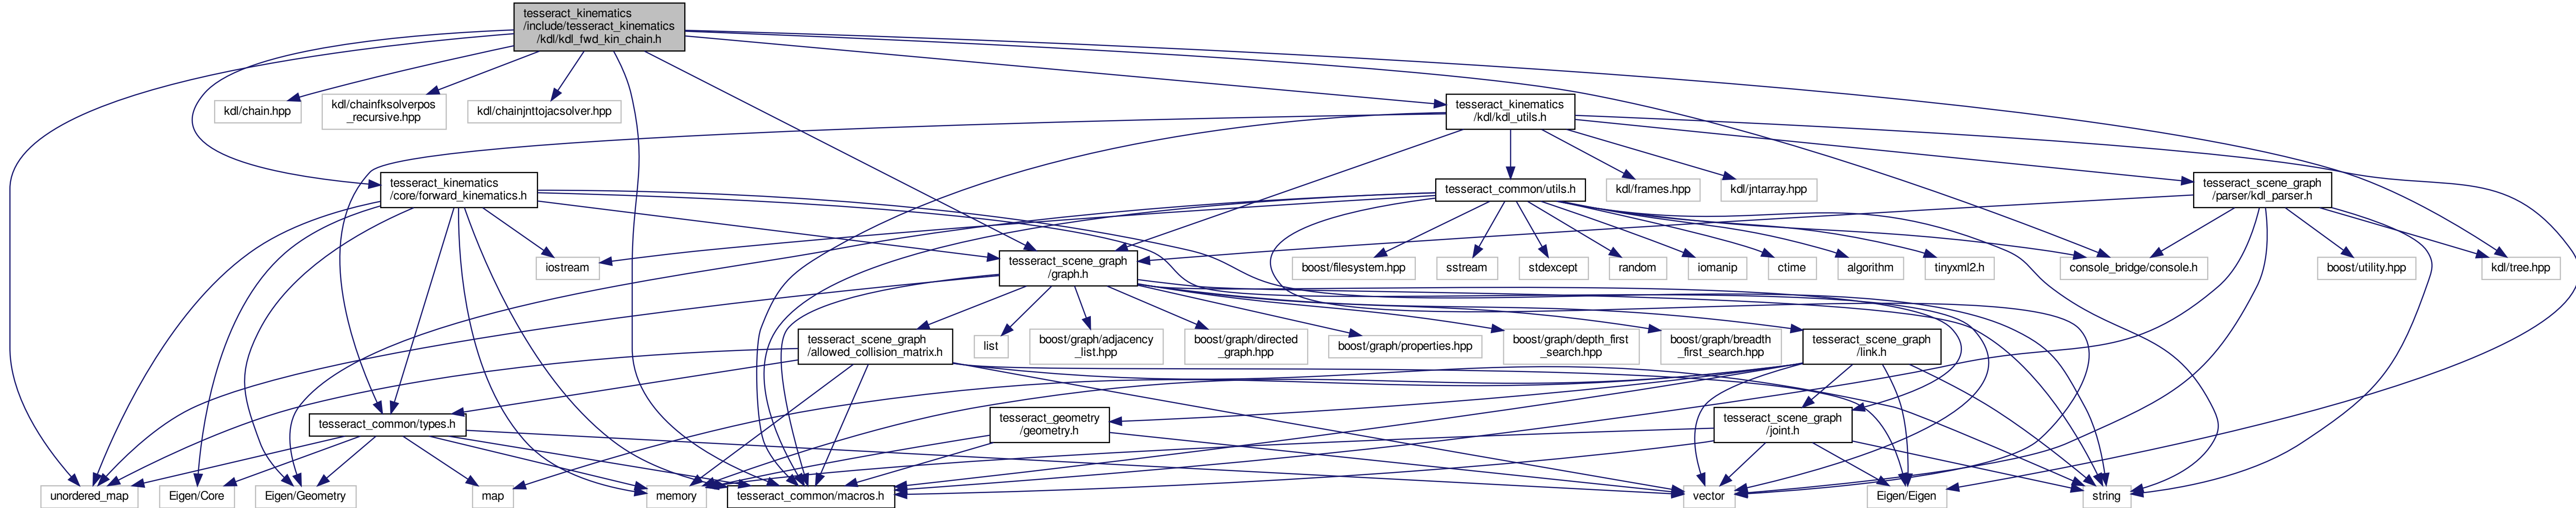 tesseract_kinematics
/include/tesseract_kinematics
/kdl/kdl_fwd_kin_chain.h
kdl/chain.hpp
kdl/chainfksolverpos
_recursive.hpp
kdl/chainjnttojacsolver.hpp
tesseract_kinematics
/kdl/kdl_utils.h
tesseract_kinematics
/core/forward_kinematics.h
tesseract_common/utils.h
kdl/frames.hpp
kdl/jntarray.hpp
tesseract_scene_graph
/parser/kdl_parser.h
iostream
tesseract_scene_graph
/graph.h
boost/filesystem.hpp
sstream
stdexcept
random
iomanip
ctime
algorithm
tinyxml2.h
console_bridge/console.h
boost/utility.hpp
kdl/tree.hpp
tesseract_scene_graph
/allowed_collision_matrix.h
list
boost/graph/adjacency
_list.hpp
boost/graph/directed
_graph.hpp
boost/graph/properties.hpp
boost/graph/depth_first
_search.hpp
boost/graph/breadth
_first_search.hpp
tesseract_scene_graph
/link.h
tesseract_common/types.h
tesseract_geometry
/geometry.h
tesseract_scene_graph
/joint.h
unordered_map
Eigen/Core
Eigen/Geometry
map
memory
tesseract_common/macros.h
vector
Eigen/Eigen
string